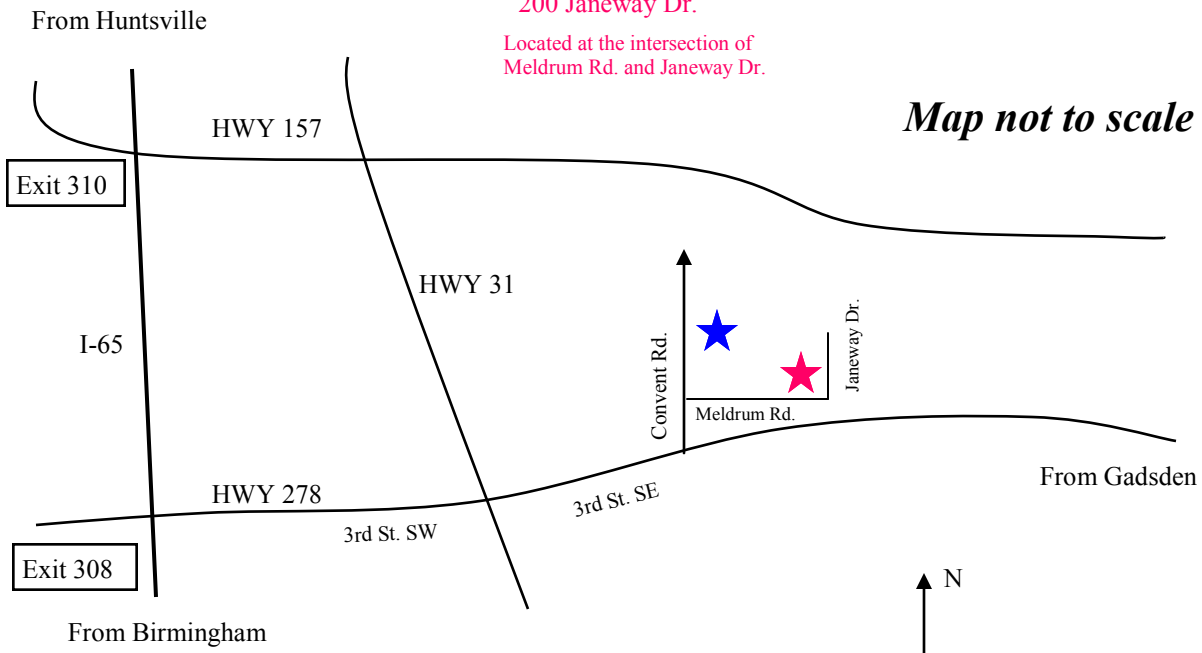 200 Janeway Dr.
From Huntsville
Located at the intersection of
Meldrum Rd. and Janeway Dr.
Map not to scale
HWY 157
Exit 310
HWY 31
I-65
Convent Rd.
Janeway Dr.
Meldrum Rd.
From Gadsden
HWY 278
3rd St. SE
3rd St. SW
Exit 308
N
From Birmingham